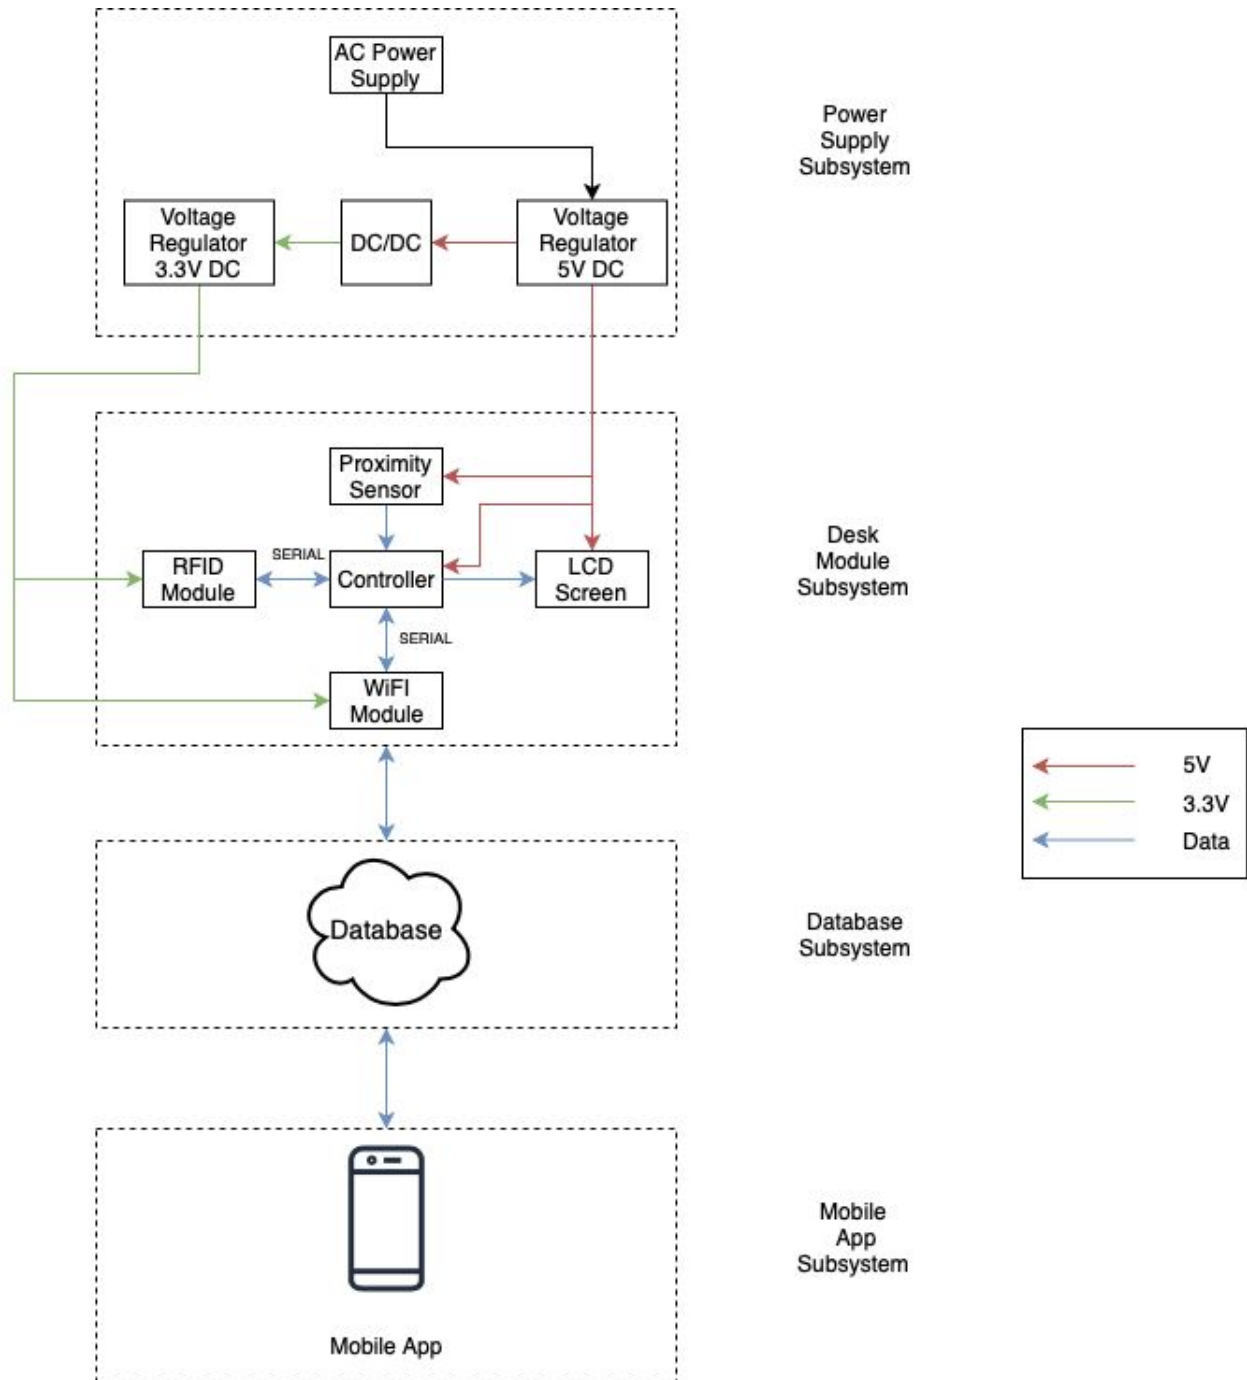 AC Power
Supply
Power
Supply
Subsystem
Voltage
Regulator
3.3V DC
DC/DC
Voltage
Regulator
5V DC
Proximity
Sensor
RFID
Module
SERIAL
Controller
LCD
Screen
Desk
Module
Subsystem
SERIAL
WiFI
Module
5V
3.3V
Data
Database
Database
Subsystem
Mobile
App
Subsystem
Mobile App